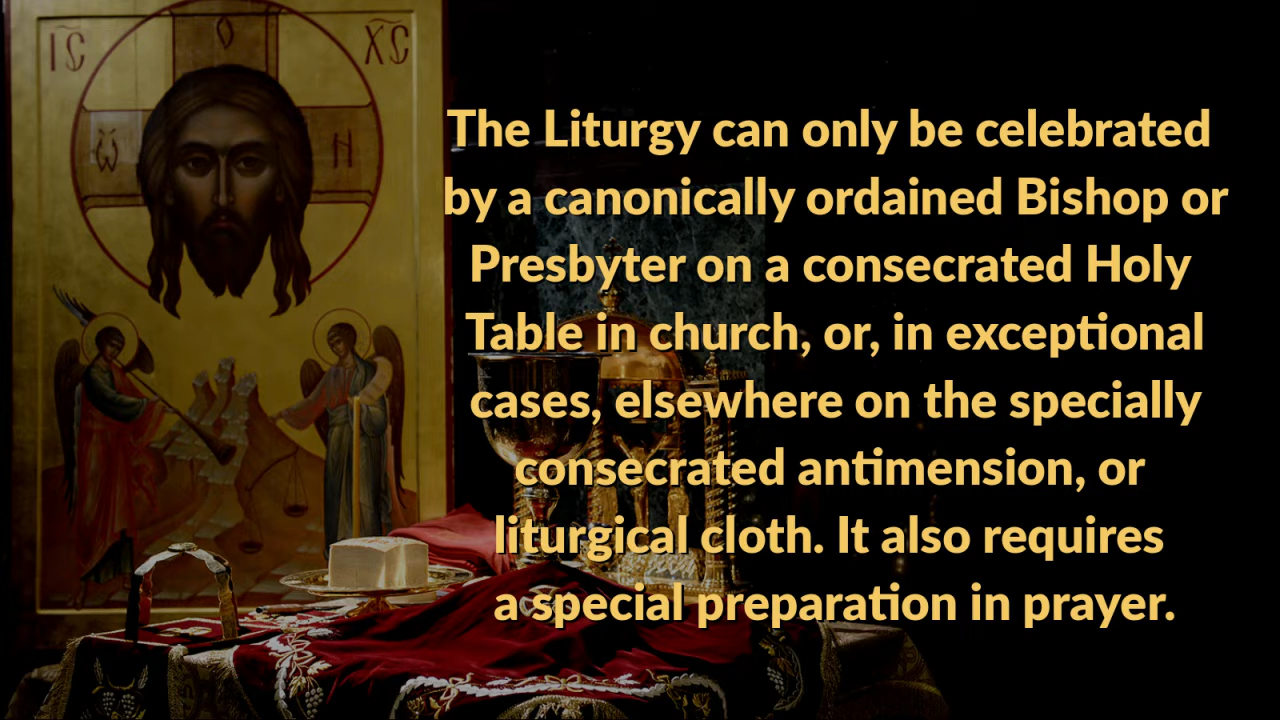 ІС ХС
О
Ѡ Н
The Liturgy can only be celebrated
by a canonically ordained Bishop or
Presbyter on a consecrated Holy
Table in church, or, in exceptional
cases, elsewhere on the specially
consecrated antimension, or
liturgical cloth. It also requires
a special preparation in prayer.